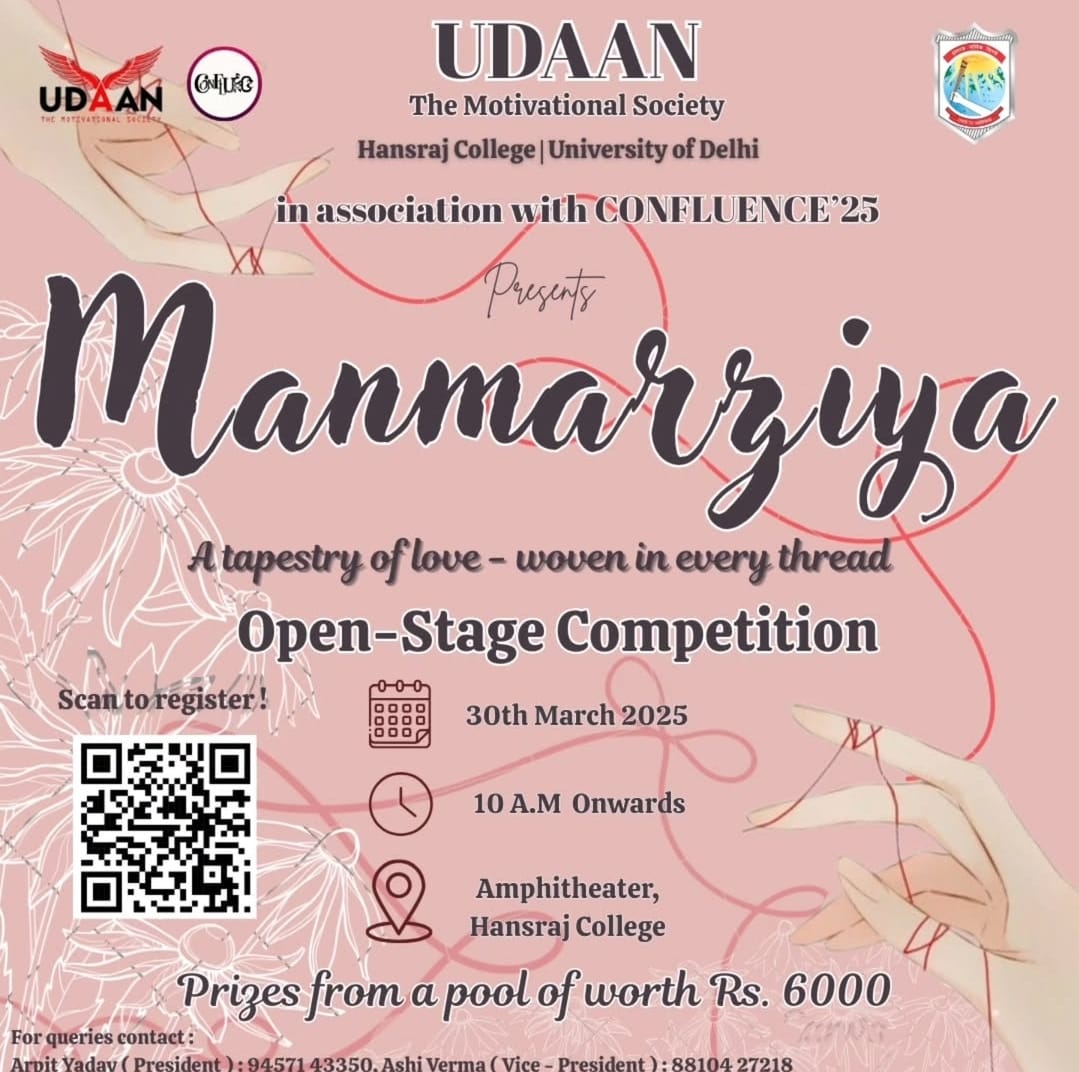 UDAAN
THE MOTIVATIONAL SOCIETY
CONFLUENCE
UDAAN
The Motivational Society
Hansraj College|University of Delhi
in association with CONFLUENCE'25
Presents
Manmarziya
A tapestry of love - woven in every thread
Open-Stage Competition
Scan to register !
30th March 2025
10 A.M Onwards
Amphitheater,
Hansraj College
Prizes from a pool of worth Rs. 6000
For queries contact :
Arpit Yadav ( President ) : 94571 43350, Ashi Verma ( Vice - President ) : 88104 27218